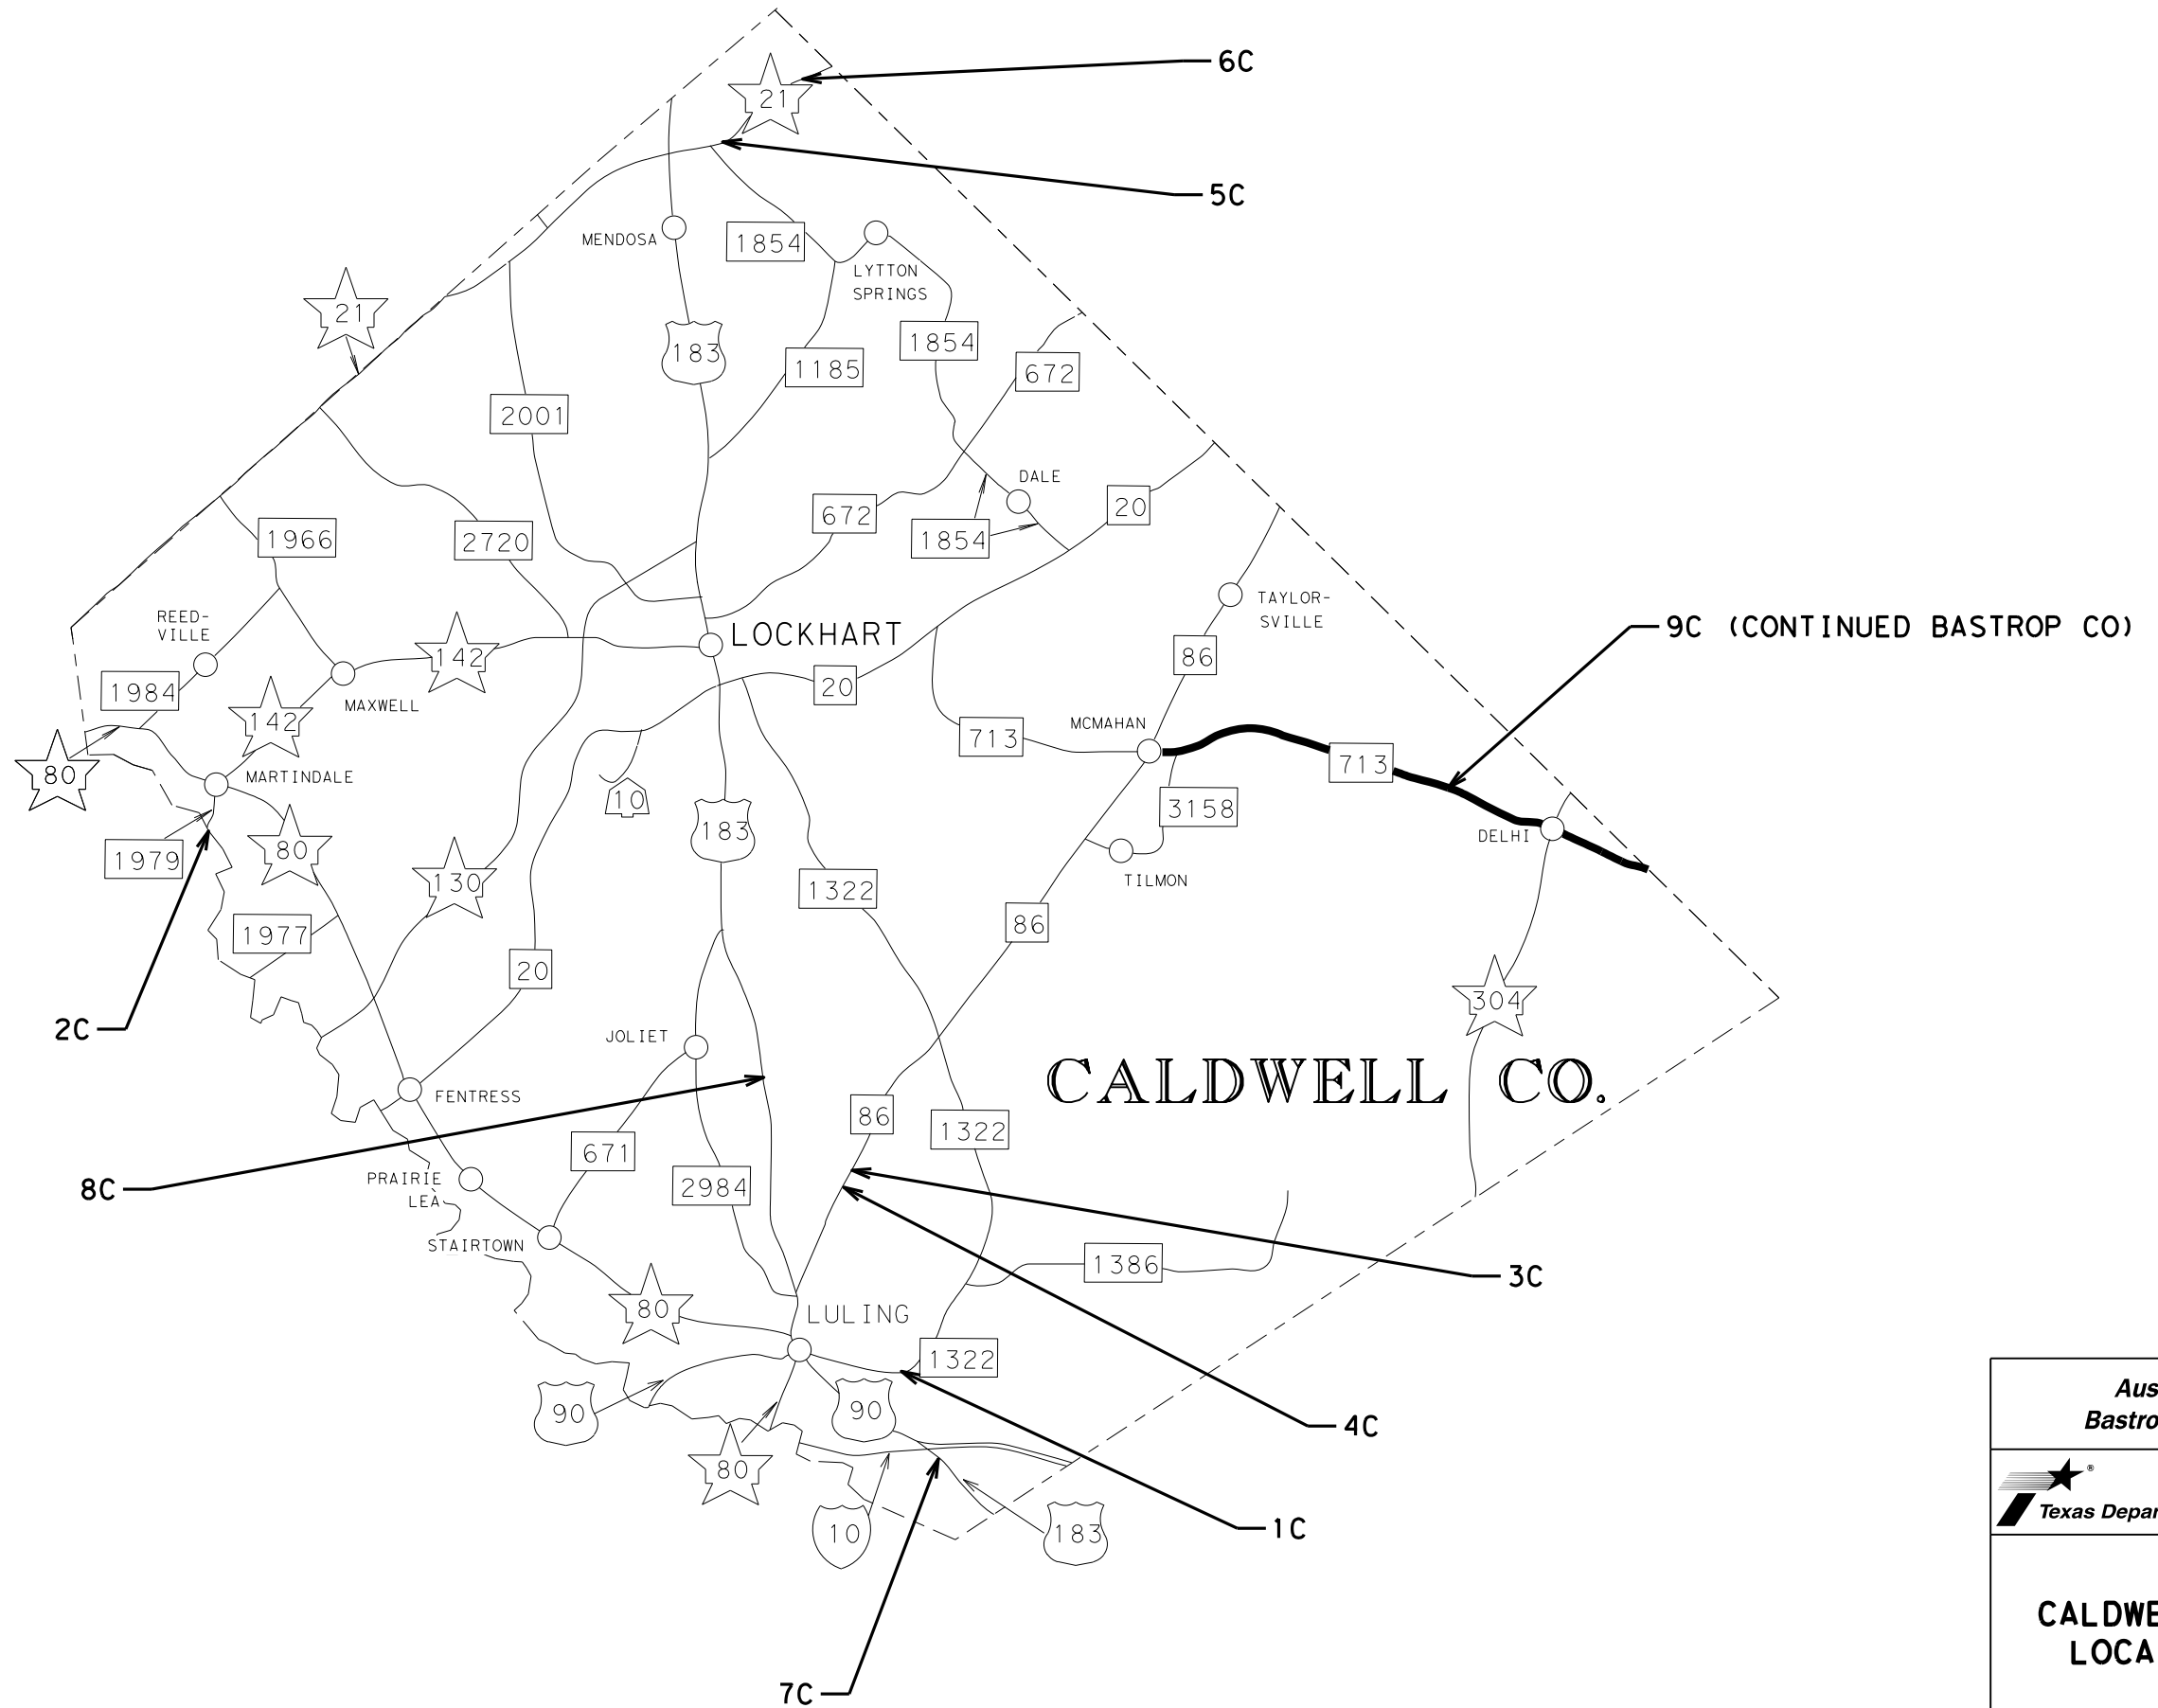 6C
21
5C
MENDOSA
1854
LYTTON
SPRINGS
21
183
1854
1185
672
2001
DALE
672
20
1966
2720
1854
REED-
VILLE
TAYLOR-
SVILLE
9C (CONTINUED BASTROP CO)
LOCKHART
142
86
1984
20
MAXWELL
142
MCMAHAN
713
713
80
MARTINDALE
10
3158
183
DELHI
80
1979
130
TILMON
1322
86
1977
20
304
2C
JOLIET
CALDWELL CO.
FENTRESS
86
1322
671
PRAIRIE
LEA
8C
2984
STAIRTOWN
1386
3C
80
LULING
1322
90
90
4C
80
10
183
1C
7C
Aus
Bastro
®
Texas Depar
CALDWE
LOCA